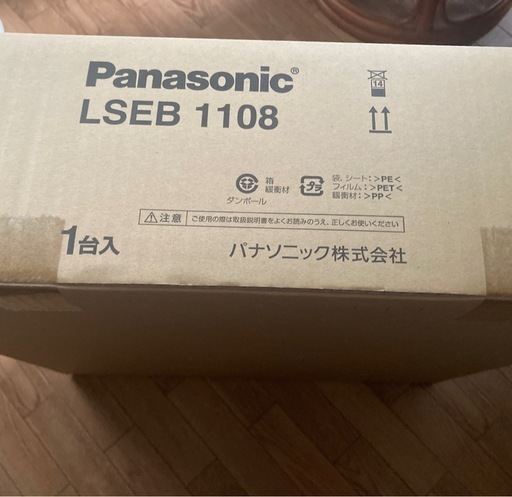 Panasonic®
LSEB 1108
14
箱
緩衝材
ダンボール
プラ
袋、シート：>PE<
フィルム：>PET<
緩衝材：>PP<
注意 ご使用の際は取扱説明書をよくお読みのうえ、正しくお使いください
1台入
パナソニック株式会社